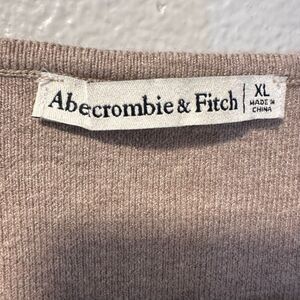 Abercrombie & Fitch
XL
MADE IN
CHINA